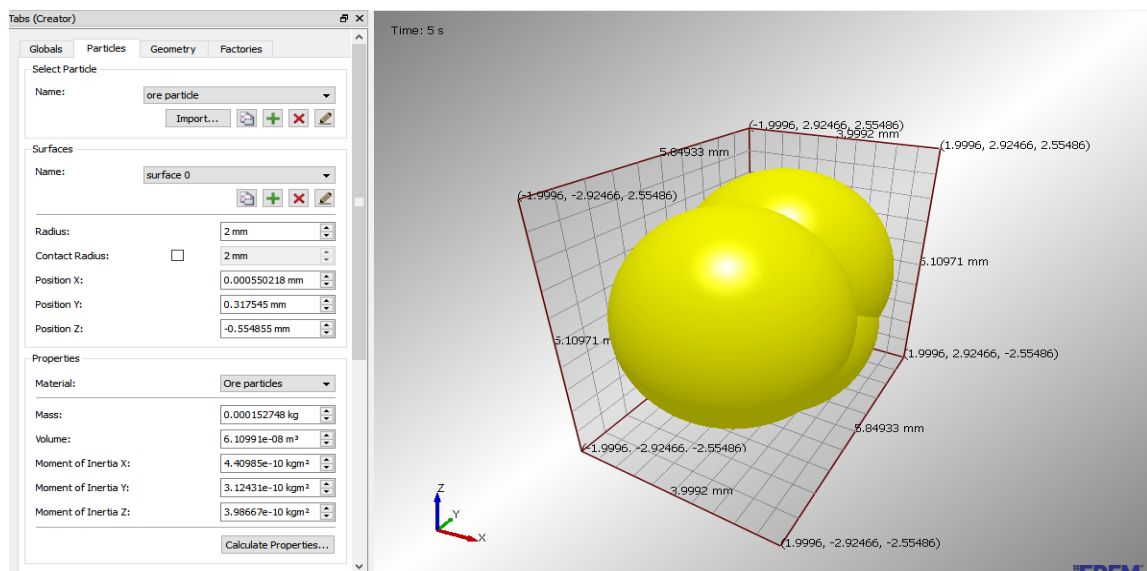 Tabs (Creator)
Globals Particles Geometry Factories
Select Particle
Name: ore particle
Import...
Surfaces
Name: surface 0
Radius: 2 mm
Contact Radius: 2 mm
Position X: 0.000550218 mm
Position Y: 0.317545 mm
Position Z: -0.554855 mm
Properties
Material: Ore particles
Mass: 0.000152748 kg
Volume: 6.10991e-08 m³
Moment of Inertia X: 4.40985e-10 kgm²
Moment of Inertia Y: 3.12431e-10 kgm²
Moment of Inertia Z: 3.98667e-10 kgm²
Calculate Properties...
Time: 5 s
(-1.9996, 2.92466, 2.55486)
3.9992 mm
(1.9996, 2.92466, 2.55486)
5.84933 mm
(-1.9996, -2.92466, 2.55486)
5.10971 mm
5.10971 m
(1.9996, 2.92466, -2.55486)
5.84933 mm
(-1.9996, -2.92466, -2.55486)
3.9992 mm
(1.9996, -2.92466, -2.55486)
Z
Y
X